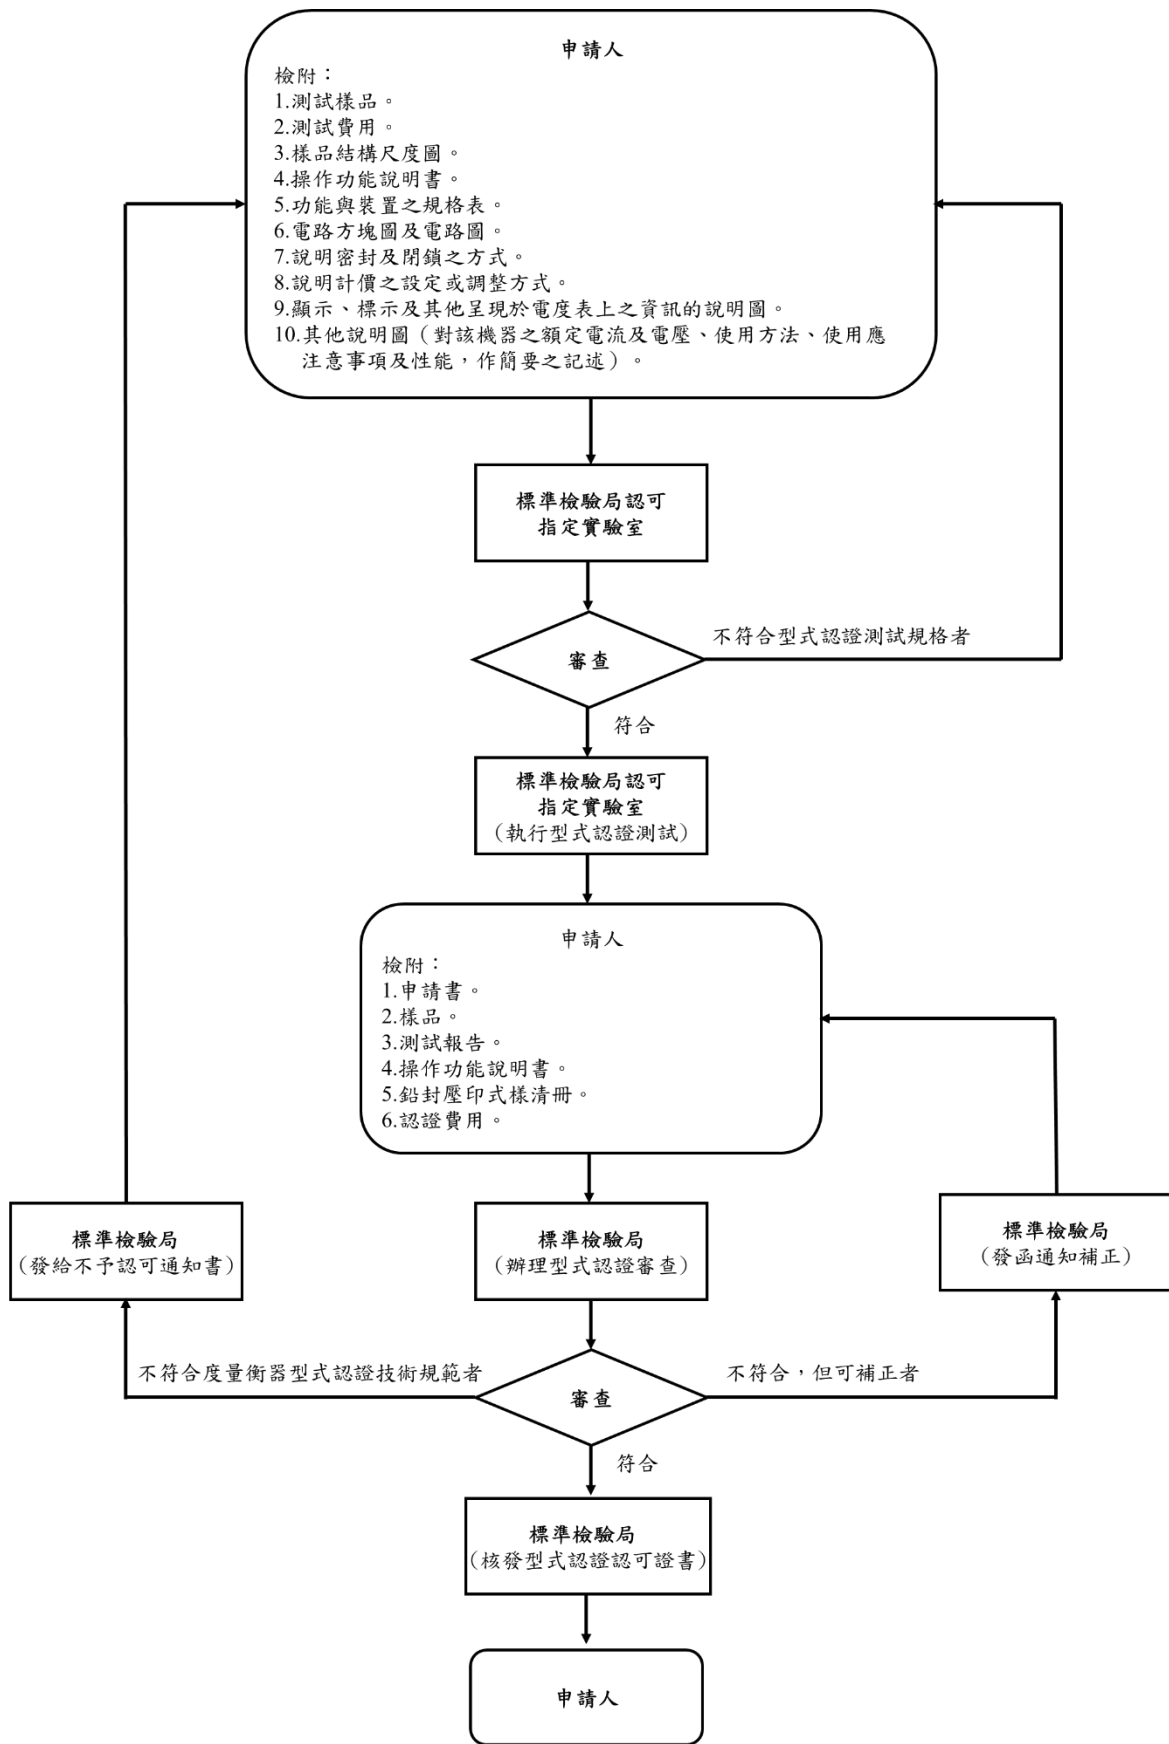 申請人
檢附：
1.測試樣品。
2.測試費用。
3.樣品結構尺度圖。
4.操作功能說明書。
5.功能與裝置之規格表。
6.電路方塊圖及電路圖。
7.說明密封及閉鎖之方式。
8.說明計價之設定或調整方式。
9.顯示、標示及其他呈現於電度表上之資訊的說明圖。
10.其他說明圖（對該機器之額定電流及電壓、使用方法、使用應
注意事項及性能，作簡要之記述）。
標準檢驗局認可
指定實驗室
審查
不符合型式認證測試規格者
符合
標準檢驗局認可
指定實驗室
（執行型式認證測試）
申請人
檢附：
1.申請書。
2.樣品。
3.測試報告。
4.操作功能說明書。
5.鉛封壓印式樣清冊。
6.認證費用。
標準檢驗局
（發給不予認可通知書）
標準檢驗局
（辦理型式認證審查）
標準檢驗局
（發函通知補正）
不符合度量衡器型式認證技術規範者
審查
不符合，但可補正者
符合
標準檢驗局
（核發型式認證認可證書）
申請人